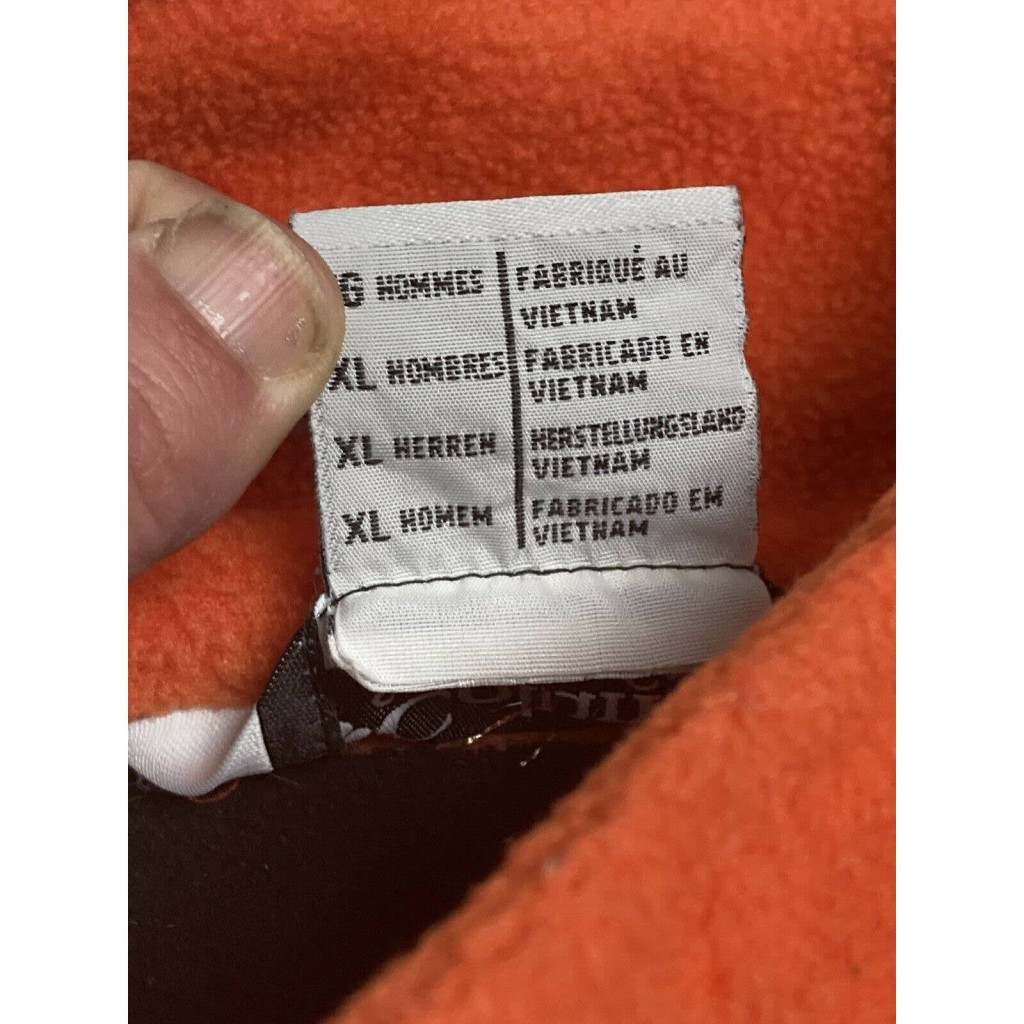 G HOMMES
FABRIQUÉ AU
VIETNAM
XL HOMBRES
FABRICADO EN
VIETNAM
XL HERREN
HERSTELLUNGSLAND
VIETNAM
XL HOMEM
FABRICADO EM
VIETNAM